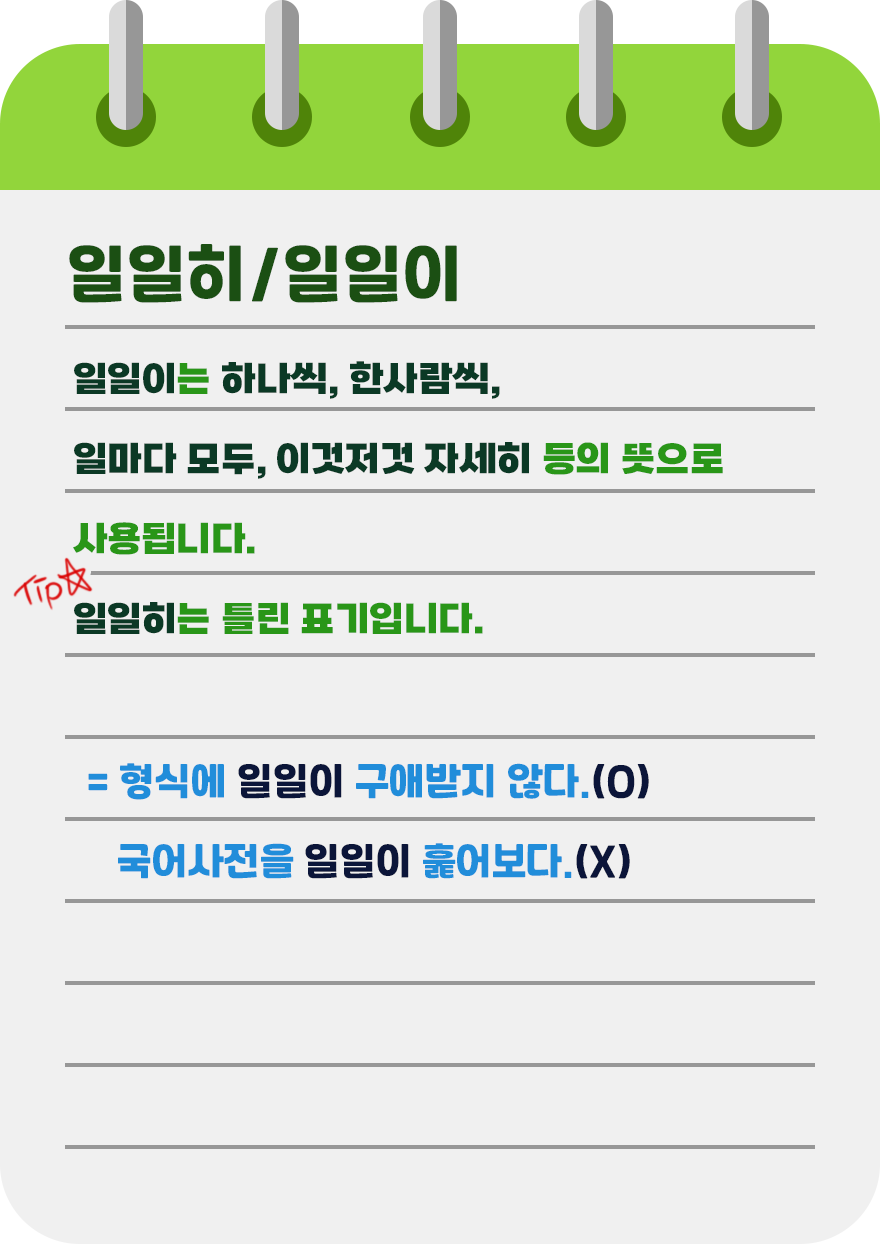 일일히/일일이
일일이는 하나씩, 한사람씩,
일마다 모두, 이것저것 자세히 등의 뜻으로
사용됩니다.
Tip☆
일일히는 틀린 표기입니다.
= 형식에 일일이 구애받지 않다.(O)
국어사전을 일일이 훑어보다.(X)